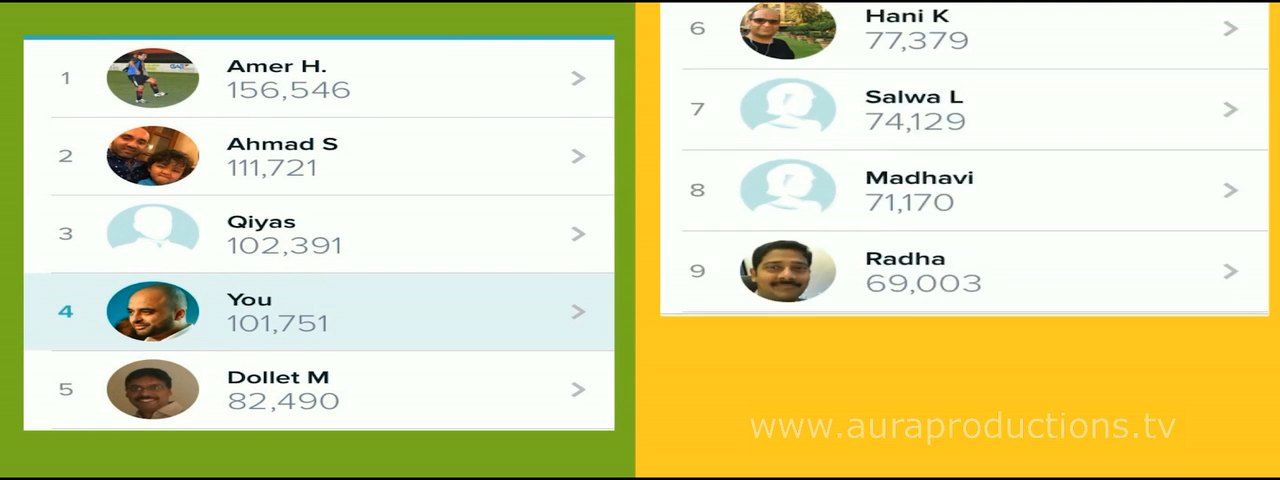 1
Amer H.
156,546
2
Ahmad S
111,721
3
Qiyas
102,391
4
You
101,751
5
Dollet M
82,490
6
Hani K
77,379
7
Salwa L
74,129
8
Madhavi
71,170
9
Radha
69,003
www.auraproductions.tv